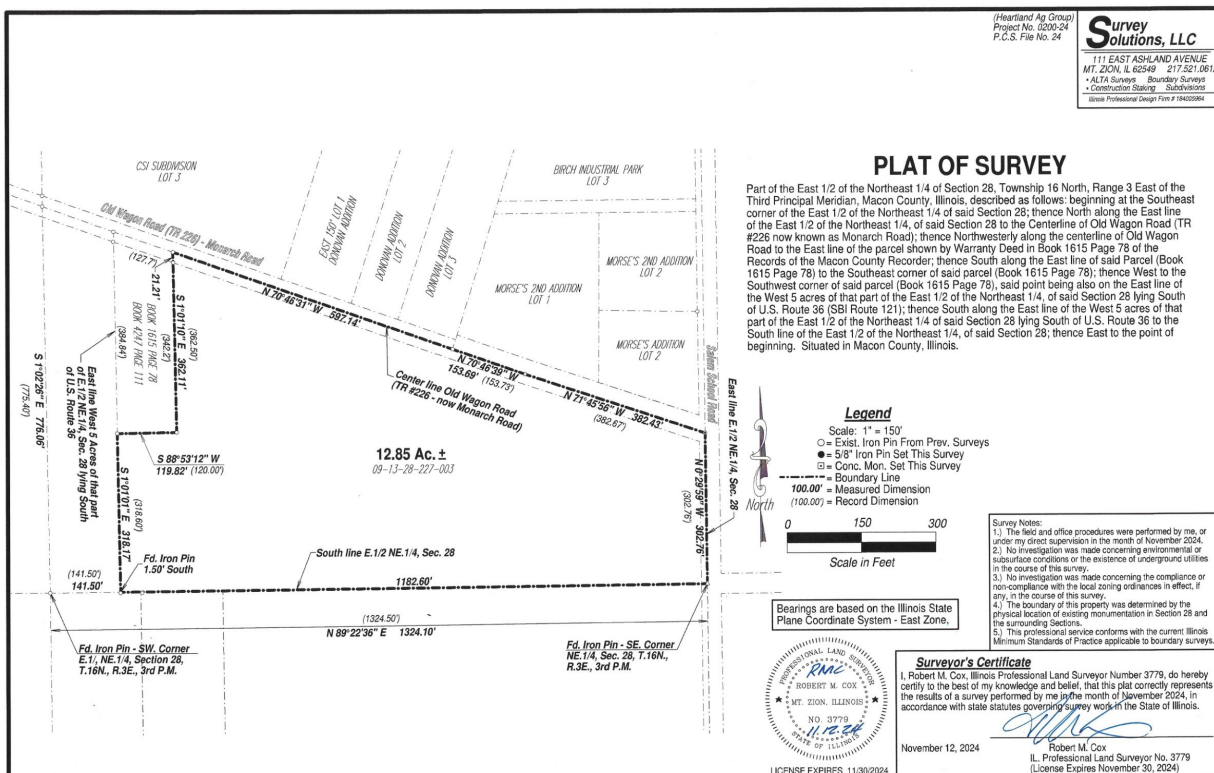 (Heartland Ag Group)
Project No. 0200-24
P.C.S. File No. 24
Survey
Solutions, LLC
111 EAST ASHLAND AVENUE
MT. ZION, IL 62549 217.521.061
• ALTA Surveys Boundary Surveys
• Construction Staking Subdivisions
Illinois Professional Design Firm # 184005964
PLAT OF SURVEY
Part of the East 1/2 of the Northeast 1/4 of Section 28, Township 16 North, Range 3 East of the
Third Principal Meridian, Macon County, Illinois, described as follows: beginning at the Southeast
corner of the East 1/2 of the Northeast 1/4 of said Section 28; thence North along the East line
of the East 1/2 of the Northeast 1/4, of said Section 28 to the Centerline of Old Wagon Road (TR
#226 now known as Monarch Road); thence Northwesterly along the centerline of Old Wagon
Road to the East line of the parcel shown by Warranty Deed in Book 1615 Page 78 of the
Records of the Macon County Recorder; thence South along the East line of said Parcel (Book
1615 Page 78) to the Southeast corner of said parcel (Book 1615 Page 78); thence West to the
Southwest corner of said parcel (Book 1615 Page 78), said point being also on the East line of
the West 5 acres of that part of the East 1/2 of the Northeast 1/4, of said Section 28 lying South
of U.S. Route 36 (SBI Route 121); thence South along the East line of the West 5 acres of that
part of the East 1/2 of the Northeast 1/4 of said Section 28 lying South of U.S. Route 36 to the
South line of the East 1/2 of the Northeast 1/4, of said Section 28; thence East to the point of
beginning. Situated in Macon County, Illinois.
CSI SUBDIVISION
LOT 3
Old Wagon Road (TR 226) - Monarch Road
EAST 150' LOT 1
DONOVAN ADDITION
DONOVAN ADDITION
LOT 2
DONOVAN ADDITION
LOT 3
BIRCH INDUSTRIAL PARK
LOT 3
MORSE'S 2ND ADDITION
LOT 2
MORSE'S 2ND ADDITION
LOT 1
MORSE'S ADDITION
LOT 2
Salem School Road
(127.7')
21.21'
BOOK 1615 PAGE 78
BOOK 4247 PAGE 111
S 1°01'10" E 362.11'
(362.50')
(342.2')
(384.84')
N 70°46'31" W 597.14'
N 70°46'39" W
153.69' (153.73')
N 71°45'56" W 382.43'
(382.67')
Center line Old Wagon Road
(TR #226 - now Monarch Road)
East line E.1/2 NE.1/4, Sec. 28
N 0°29'59" W 302.76'
(302.76')
S 1°02'26" E 776.06'
(775.40')
East line West 5 Acres of that part
of E.1/2 NE.1/4, Sec. 28 lying South
of U.S. Route 36
S 88°53'12" W
119.82' (120.00')
12.85 Ac. ±
09-13-28-227-003
S 1°01'01" E 316.17'
(318.60')
Fd. Iron Pin
1.50' South
South line E.1/2 NE.1/4, Sec. 28
1182.60'
(141.50')
141.50'
(1324.50')
N 89°22'36" E 1324.10'
Fd. Iron Pin - SW. Corner
E.1/, NE.1/4, Section 28,
T.16N., R.3E., 3rd P.M.
Fd. Iron Pin - SE. Corner
NE.1/4, Sec. 28, T.16N.,
R.3E., 3rd P.M.
North
Legend
Scale: 1" = 150'
= Exist. Iron Pin From Prev. Surveys
= 5/8" Iron Pin Set This Survey
= Conc. Mon. Set This Survey
= Boundary Line
100.00' = Measured Dimension
(100.00') = Record Dimension
0 150 300
Scale in Feet
Bearings are based on the Illinois State
Plane Coordinate System - East Zone,
Survey Notes:
1.) The field and office procedures were performed by me, or
under my direct supervision in the month of November 2024.
2.) No investigation was made concerning environmental or
subsurface conditions or the existence of underground utilities
in the course of this survey.
3.) No investigation was made concerning the compliance or
non-compliance with the local zoning ordinances in effect, if
any, in the course of this survey.
4.) The boundary of this property was determined by the
physical location of existing monumentation in Section 28 and
the surrounding Sections.
5.) This professional service conforms with the current Illinois
Minimum Standards of Practice applicable to boundary surveys.
PROFESSIONAL LAND SURVEYOR
RMC
ROBERT M. COX
MT. ZION, ILLINOIS
NO. 3779
11.12.24
STATE OF ILLINOIS
LICENSE EXPIRES 11/30/2024
Surveyor's Certificate
I, Robert M. Cox, Illinois Professional Land Surveyor Number 3779, do hereby
certify to the best of my knowledge and belief, that this plat correctly represents
the results of a survey performed by me in the month of November 2024, in
accordance with state statutes governing survey work in the State of Illinois.
November 12, 2024
Robert M. Cox
IL. Professional Land Surveyor No. 3779
(License Expires November 30, 2024)